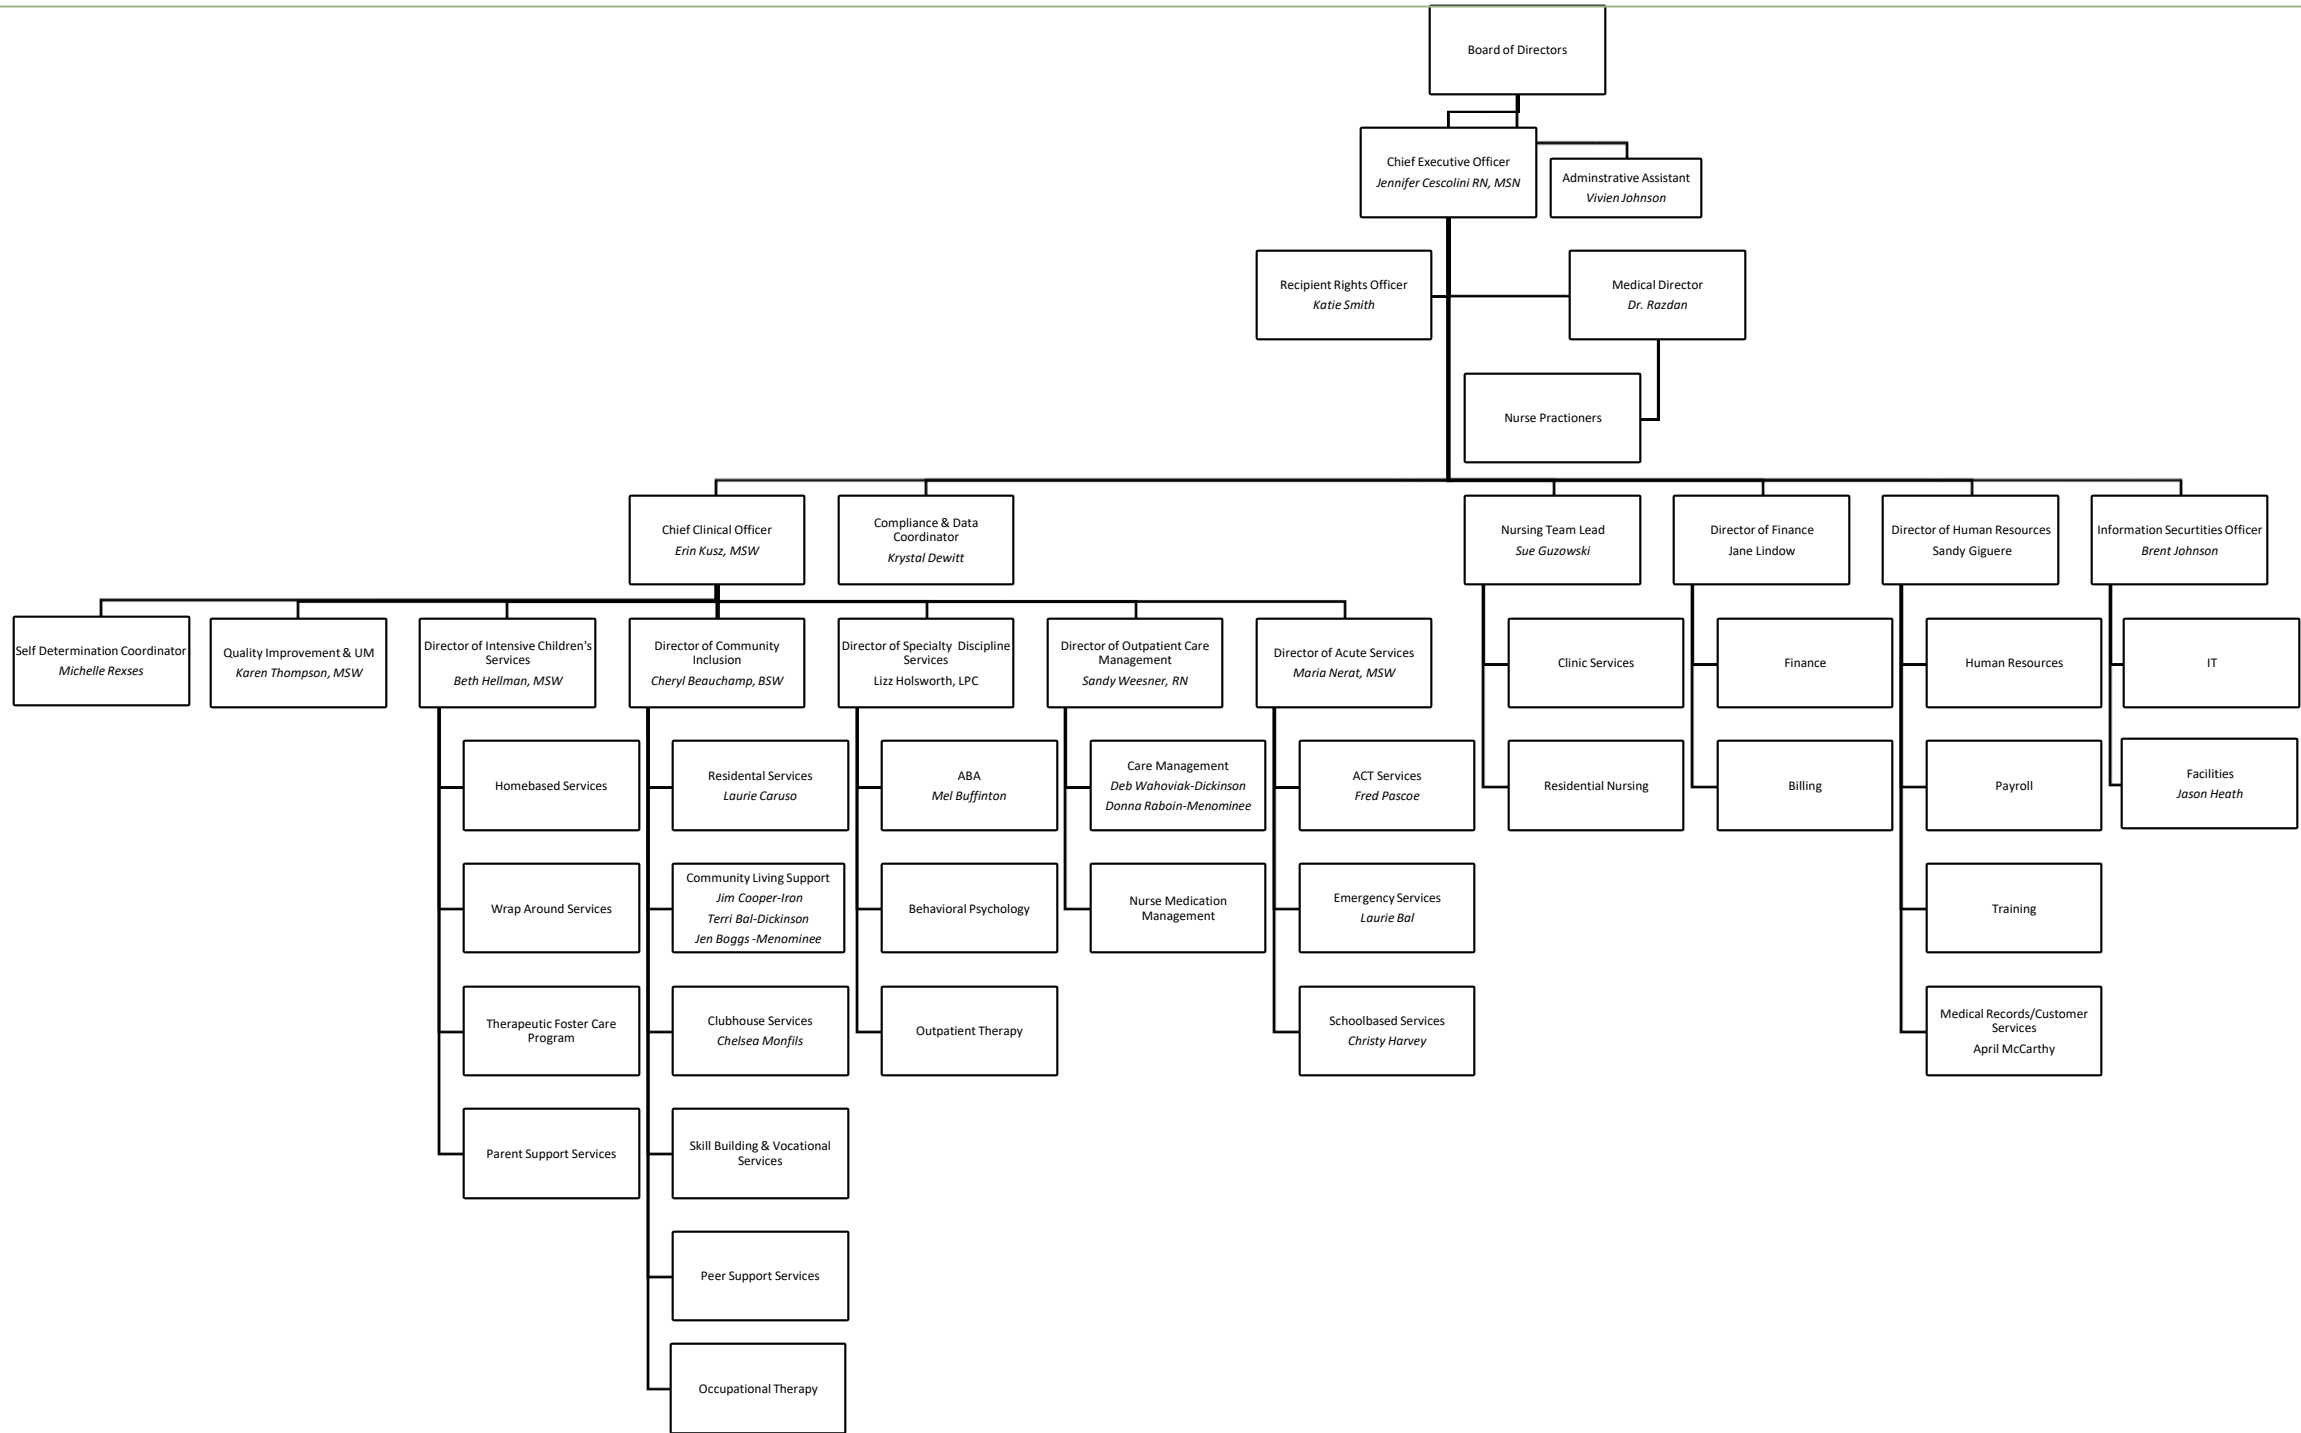 Board of Directors
Chief Executive Officer
Jennifer Cescolini RN, MSN
Adminstrative Assistant
Vivien Johnson
Recipient Rights Officer
Katie Smith
Medical Director
Dr. Razdan
Nurse Practioners
Chief Clinical Officer
Erin Kusz, MSW
Compliance & Data
Coordinator
Krystal Dewitt
Nursing Team Lead
Sue Guzowski
Director of Finance
Jane Lindow
Director of Human Resources
Sandy Giguere
Information Securtities Officer
Brent Johnson
Self Determination Coordinator
Michelle Rexses
Quality Improvement & UM
Karen Thompson, MSW
Director of Intensive Children's
Services
Beth Hellman, MSW
Director of Community
Inclusion
Cheryl Beauchamp, BSW
Director of Specialty Discipline
Services
Lizz Holsworth, LPC
Director of Outpatient Care
Management
Sandy Weesner, RN
Director of Acute Services
Maria Nerat, MSW
Clinic Services
Finance
Human Resources
IT
Homebased Services
Residental Services
Laurie Caruso
ABA
Mel Buffinton
Care Management
Deb Wahoviak-Dickinson
Donna Raboin-Menominee
ACT Services
Fred Pascoe
Residential Nursing
Billing
Payroll
Facilities
Jason Heath
Wrap Around Services
Community Living Support
Jim Cooper-Iron
Terri Bal-Dickinson
Jen Boggs -Menominee
Behavioral Psychology
Nurse Medication
Management
Emergency Services
Laurie Bal
Training
Therapeutic Foster Care
Program
Clubhouse Services
Chelsea Monfils
Outpatient Therapy
Schoolbased Services
Christy Harvey
Medical Records/Customer
Services
April McCarthy
Parent Support Services
Skill Building & Vocational
Services
Peer Support Services
Occupational Therapy